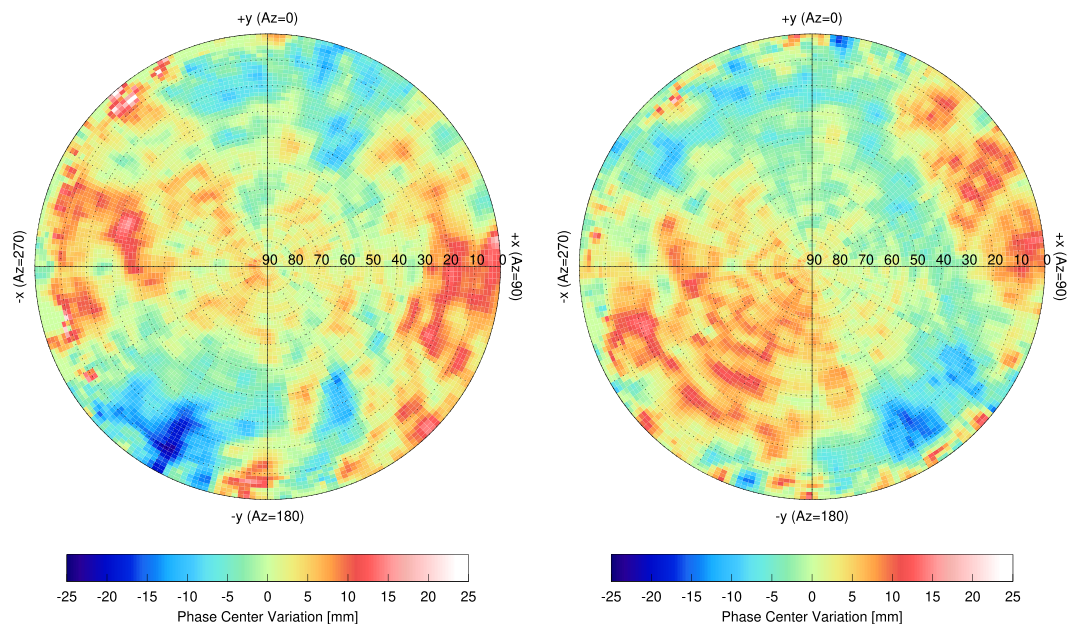 +y (Az=0)
+y (Az=0)
-x (Az=270)
90 80 70 60 50 40 30 20 10 0
+x (Az=90)
-x (Az=270)
90 80 70 60 50 40 30 20 10 0
+x (Az=90)
-y (Az=180)
-y (Az=180)
-25 -20 -15 -10 -5 0 5 10 15 20 25
-25 -20 -15 -10 -5 0 5 10 15 20 25
Phase Center Variation [mm]
Phase Center Variation [mm]